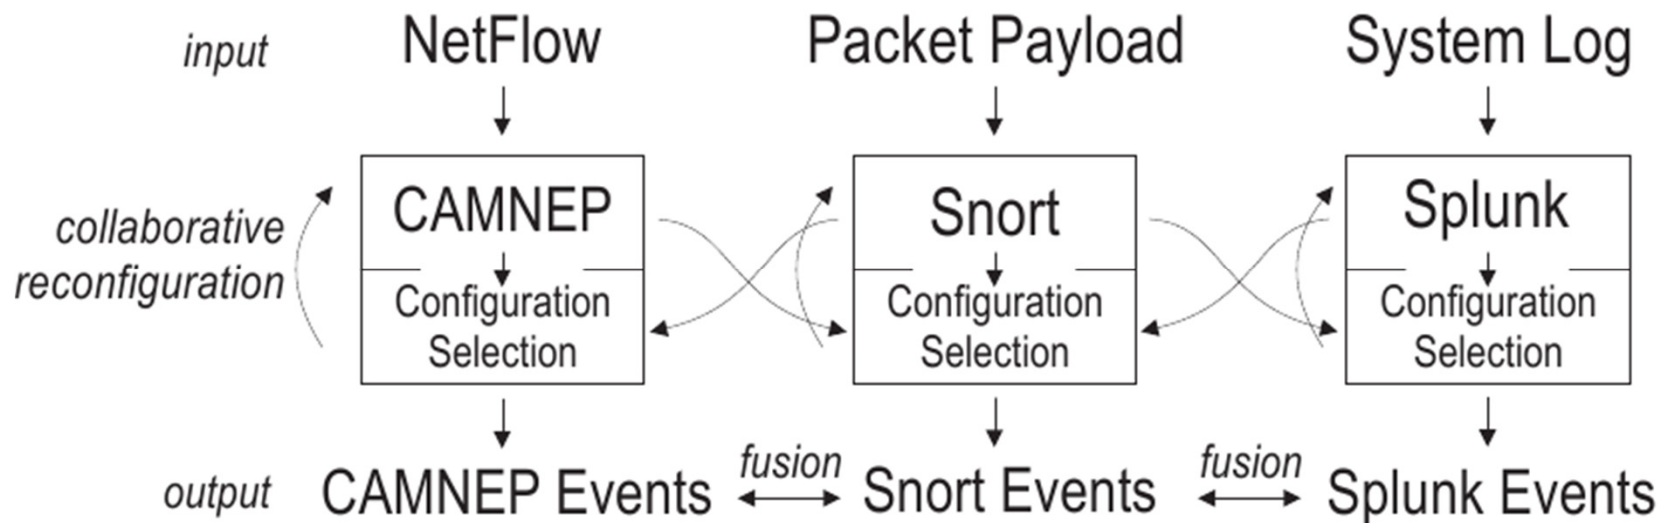 input NetFlow Packet Payload System Log
CAMNEP Snort Splunk
collaborative
reconfiguration
Configuration
Selection
Configuration
Selection
Configuration
Selection
fusion fusion
output CAMNEP Events Snort Events Splunk Events